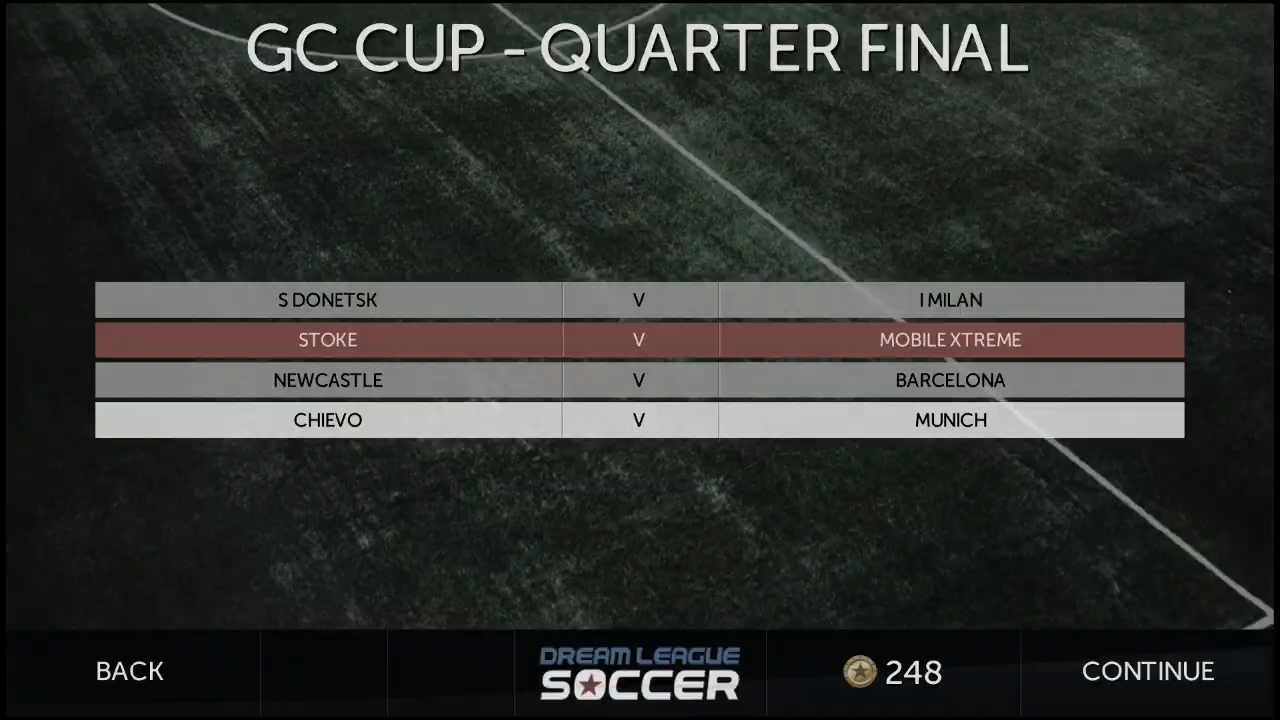 GC CUP - QUARTER FINAL
S DONETSK V I MILAN
STOKE V MOBILE XTREME
NEWCASTLE V BARCELONA
CHIEVO V MUNICH
BACK
DREAM LEAGUE
SOCCER
248
CONTINUE